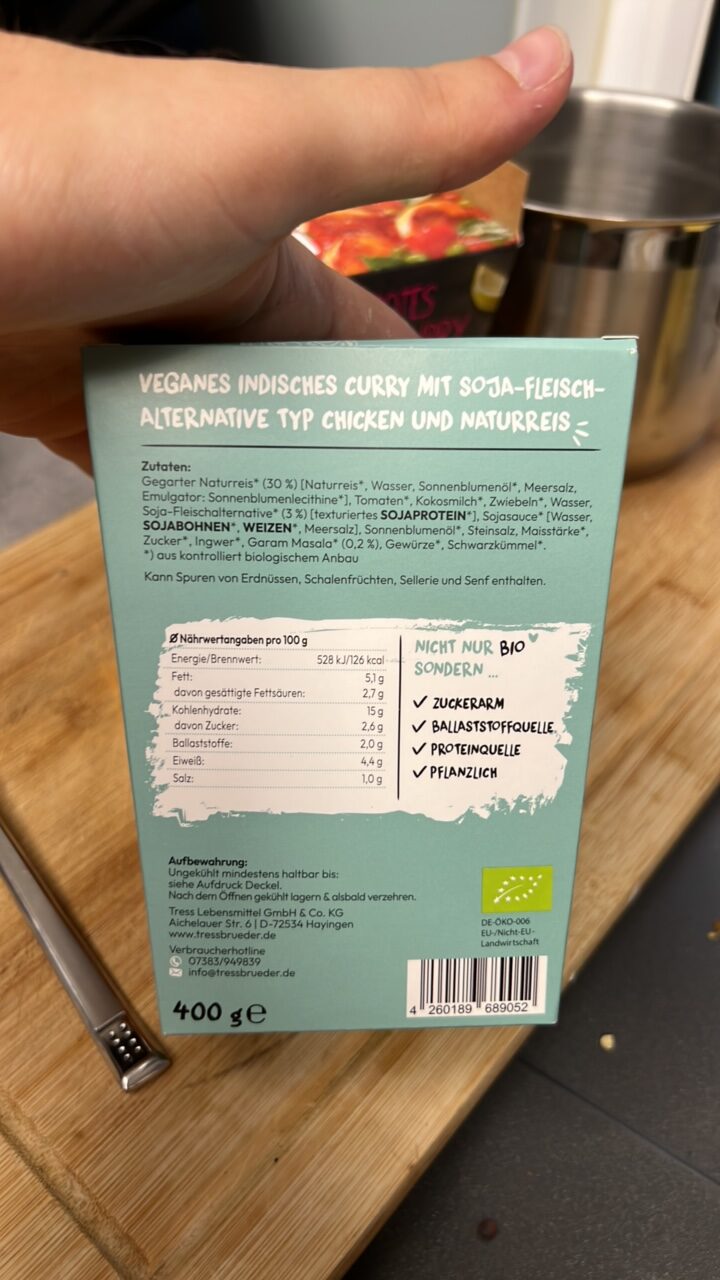 VEGANES INDISCHES CURRY MIT SOJA-FLEISCH-
ALTERNATIVE TYP CHICKEN UND NATURREIS
Zutaten:
Gegarter Naturreis* (30 %) [Naturreis*, Wasser, Sonnenblumenöl*, Meersalz,
Emulgator: Sonnenblumenlecithine*], Tomaten*, Kokosmilch*, Zwiebeln*, Wasser,
Soja-Fleischalternative* (3 %) [texturiertes SOJAPROTEIN*], Sojasauce* [Wasser,
SOJABOHNEN*, WEIZEN*, Meersalz], Sonnenblumenöl*, Steinsalz, Maisstärke*,
Zucker*, Ingwer*, Garam Masala* (0,2 %), Gewürze*, Schwarzkümmel*.
*) aus kontrolliert biologischem Anbau
Kann Spuren von Erdnüssen, Schalenfrüchten, Sellerie und Senf enthalten.
Ø Nährwertangaben pro 100 g
Energie/Brennwert: 528 kJ/126 kcal
Fett: 5,1 g
davon gesättigte Fettsäuren: 2,7 g
Kohlenhydrate: 15 g
davon Zucker: 2,6 g
Ballaststoffe: 2,0 g
Eiweiß: 4,4 g
Salz: 1,0 g
NICHT NUR BIO
SONDERN ...
✓ ZUCKERARM
✓ BALLASTSTOFFQUELLE
✓ PROTEINQUELLE
✓ PFLANZLICH
Aufbewahrung:
Ungekühlt mindestens haltbar bis:
siehe Aufdruck Deckel.
Nach dem Öffnen gekühlt lagern & alsbald verzehren.
Tress Lebensmittel GmbH & Co. KG
Aichelauer Str. 6 | D-72534 Hayingen
www.tressbrueder.de
Verbraucherhotline
07383/949839
info@tressbrueder.de
400 g e
DE-ÖKO-006
EU-/Nicht-EU-
Landwirtschaft
4 260189 689052